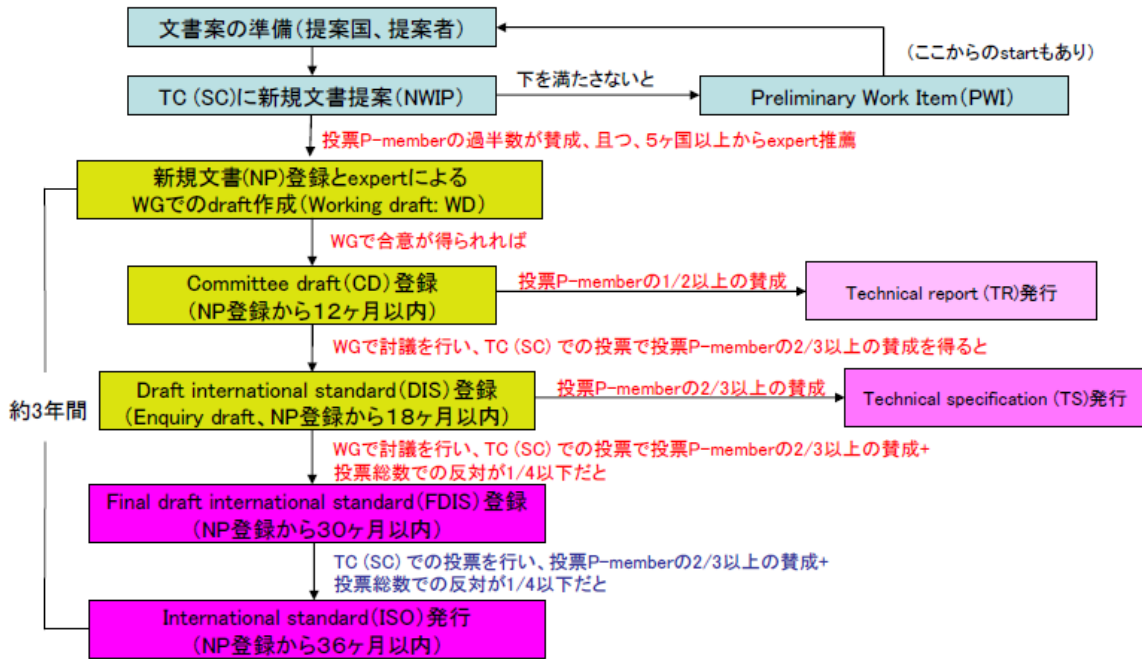 文書案の準備(提案国、提案者)
(ここからのstartもあり)
TC (SC)に新規文書提案(NWIP)
下を満たさないと
Preliminary Work Item(PWI)
投票P-memberの過半数が賛成、且つ、5ヶ国以上からexpert推薦
新規文書(NP)登録とexpertによる
WGでのdraft作成(Working draft: WD)
WGで合意が得られれば
Committee draft(CD)登録
(NP登録から12ヶ月以内)
投票P-memberの1/2以上の賛成
Technical report (TR)発行
WGで討議を行い、TC (SC) での投票で投票P-memberの2/3以上の賛成を得ると
約3年間
Draft international standard(DIS)登録
(Enquiry draft、NP登録から18ヶ月以内)
投票P-memberの2/3以上の賛成
Technical specification (TS)発行
WGで討議を行い、TC (SC) での投票で投票P-memberの2/3以上の賛成+
投票総数での反対が1/4以下だと
Final draft international standard(FDIS)登録
(NP登録から30ヶ月以内)
TC (SC) での投票を行い、投票P-memberの2/3以上の賛成+
投票総数での反対が1/4以下だと
International standard(ISO)発行
(NP登録から36ヶ月以内)